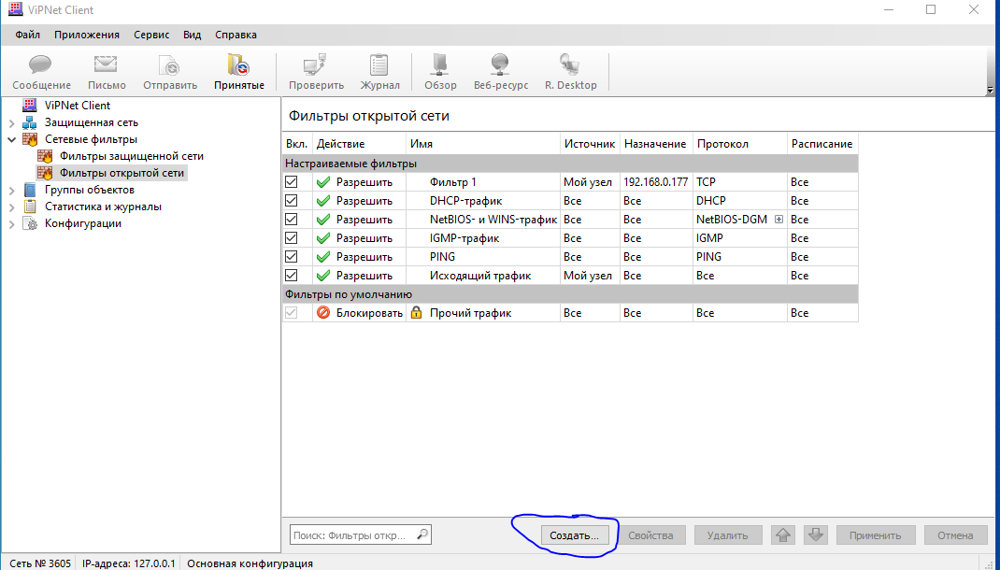 ViPNet Client
Файл Приложения Сервис Вид Справка
Сообщение Письмо Отправить Принятые Проверить Журнал Обзор Веб-ресурс R. Desktop
ViPNet Client
Защищенная сеть
Сетевые фильтры
Фильтры защищенной сети
Фильтры открытой сети
Группы объектов
Статистика и журналы
Конфигурации
Фильтры открытой сети
Вкл. Действие Имя Источник Назначение Протокол Расписание
Настраиваемые фильтры
Разрешить Фильтр 1 Мой узел 192.168.0.177 TCP Все
Разрешить DHCP-трафик Все Все DHCP Все
Разрешить NetBIOS- и WINS-трафик Все Все NetBIOS-DGM Все
Разрешить IGMP-трафик Все Все IGMP Все
Разрешить PING Все Все PING Все
Разрешить Исходящий трафик Мой узел Все Все Все
Фильтры по умолчанию
Блокировать Прочий трафик Все Все Все Все
Поиск: Фильтры откр... Создать... Свойства Удалить Применить Отмена
Сеть № 3605 IP-адреса: 127.0.0.1 Основная конфигурация